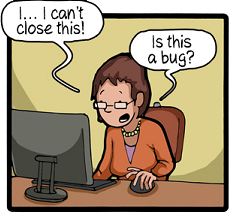 I... I can't
close this!
Is this
a bug?